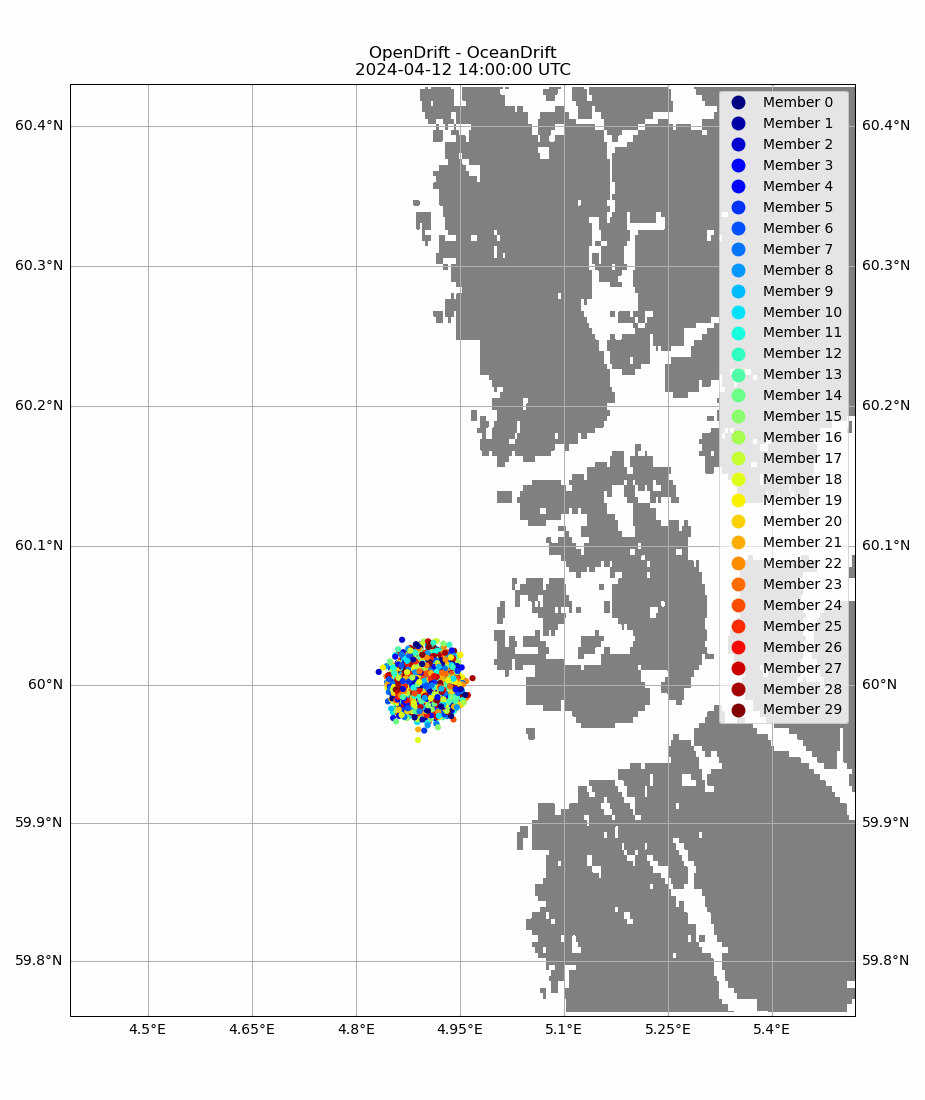 OpenDrift - OceanDrift
2024-04-12 14:00:00 UTC
60.4°N
60.3°N
60.2°N
60.1°N
60°N
59.9°N
59.8°N
Member 0
Member 1
Member 2
Member 3
Member 4
Member 5
Member 6
Member 7
Member 8
Member 9
Member 10
Member 11
Member 12
Member 13
Member 14
Member 15
Member 16
Member 17
Member 18
Member 19
Member 20
Member 21
Member 22
Member 23
Member 24
Member 25
Member 26
Member 27
Member 28
Member 29
60.4°N
60.3°N
60.2°N
60.1°N
60°N
59.9°N
59.8°N
4.5°E 4.65°E 4.8°E 4.95°E 5.1°E 5.25°E 5.4°E